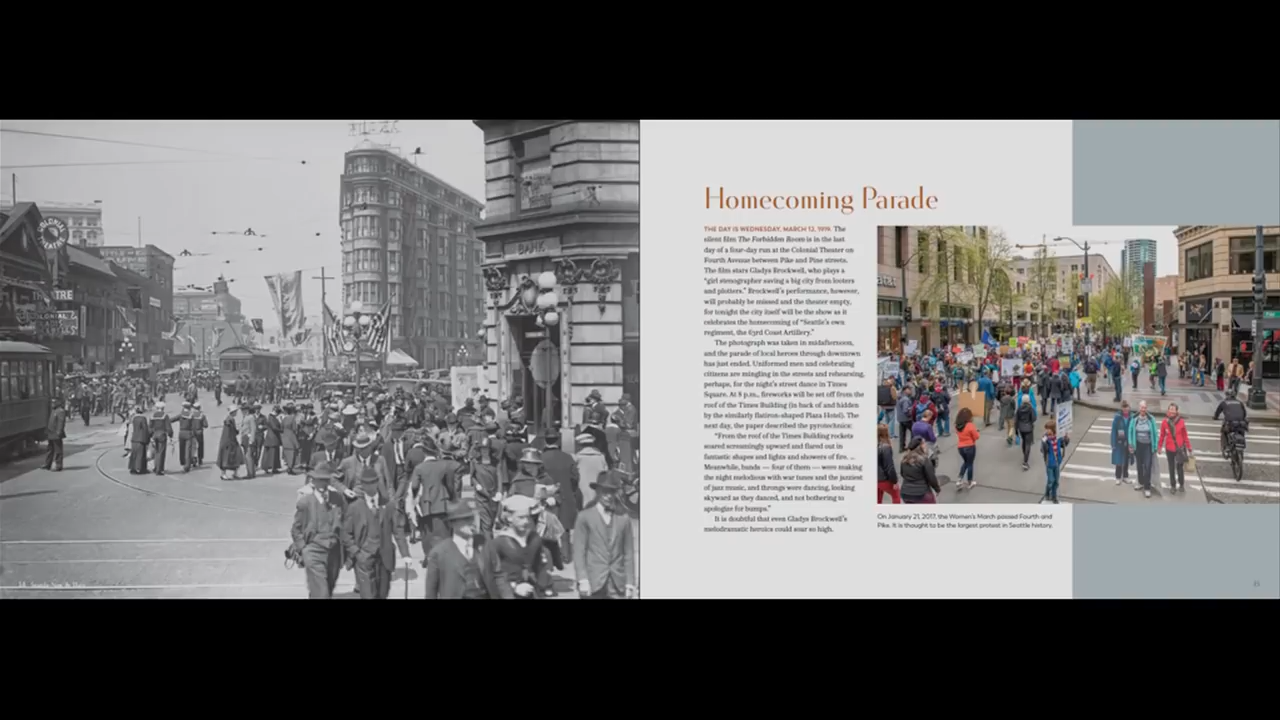 COLONIAL
THEATRE
COLONIAL
BANK
14 Seattle Now & Then
Homecoming Parade
THE DAY IS WEDNESDAY, MARCH 12, 1919. The
silent film The Forbidden Room is in the last
day of a four-day run at the Colonial Theater on
Fourth Avenue between Pike and Pine streets.
The film stars Gladys Brockwell, who plays a
“girl stenographer saving a big city from looters
and plotters.” Brockwell’s performance, however,
will probably be missed and the theater empty,
for tonight the city itself will be the show as it
celebrates the homecoming of “Seattle’s own
regiment, the 63rd Coast Artillery.”
The photograph was taken in midafternoon,
and the parade of local heroes through downtown
has just ended. Uniformed men and celebrating
citizens are mingling in the streets and rehearsing,
perhaps, for the night’s street dance in Times
Square. At 8 p.m., fireworks will be set off from the
roof of the Times Building (in back of and hidden
by the similarly flatiron-shaped Plaza Hotel). The
next day, the paper described the pyrotechnic:
“From the roof of the Times Building rockets
soared screamingly upward and flared out in
fantastic shapes and lights and showers of fire. ...
Meanwhile, bands — four of them — were making
the night melodious with war tunes and the jazziest
of jazz music, and throngs were dancing, looking
skyward as they danced, and not bothering to
apologize for bumps.”
It is doubtful that even Gladys Brockwell’s
melodramatic heroics could soar so high.
On January 21, 2017, the Women’s March passed Fourth and
Pike. It is thought to be the largest protest in Seattle history.
15